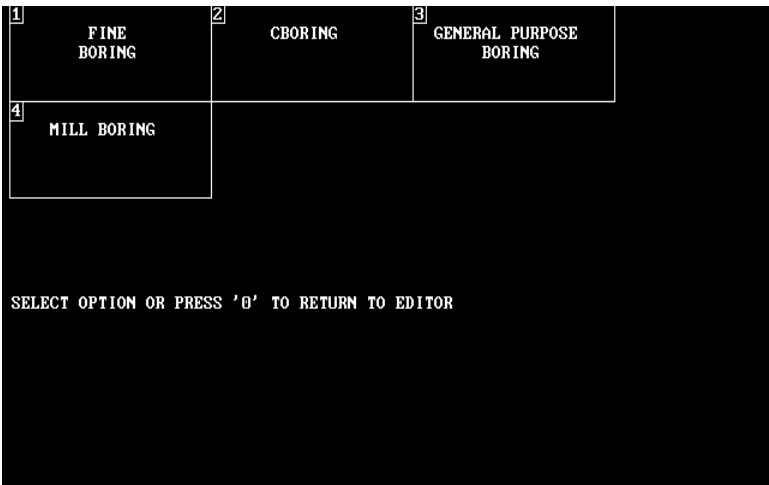 1
FINE
BORING
2
CBORING
3
GENERAL PURPOSE
BORING
4
MILL BORING
SELECT OPTION OR PRESS '0' TO RETURN TO EDITOR